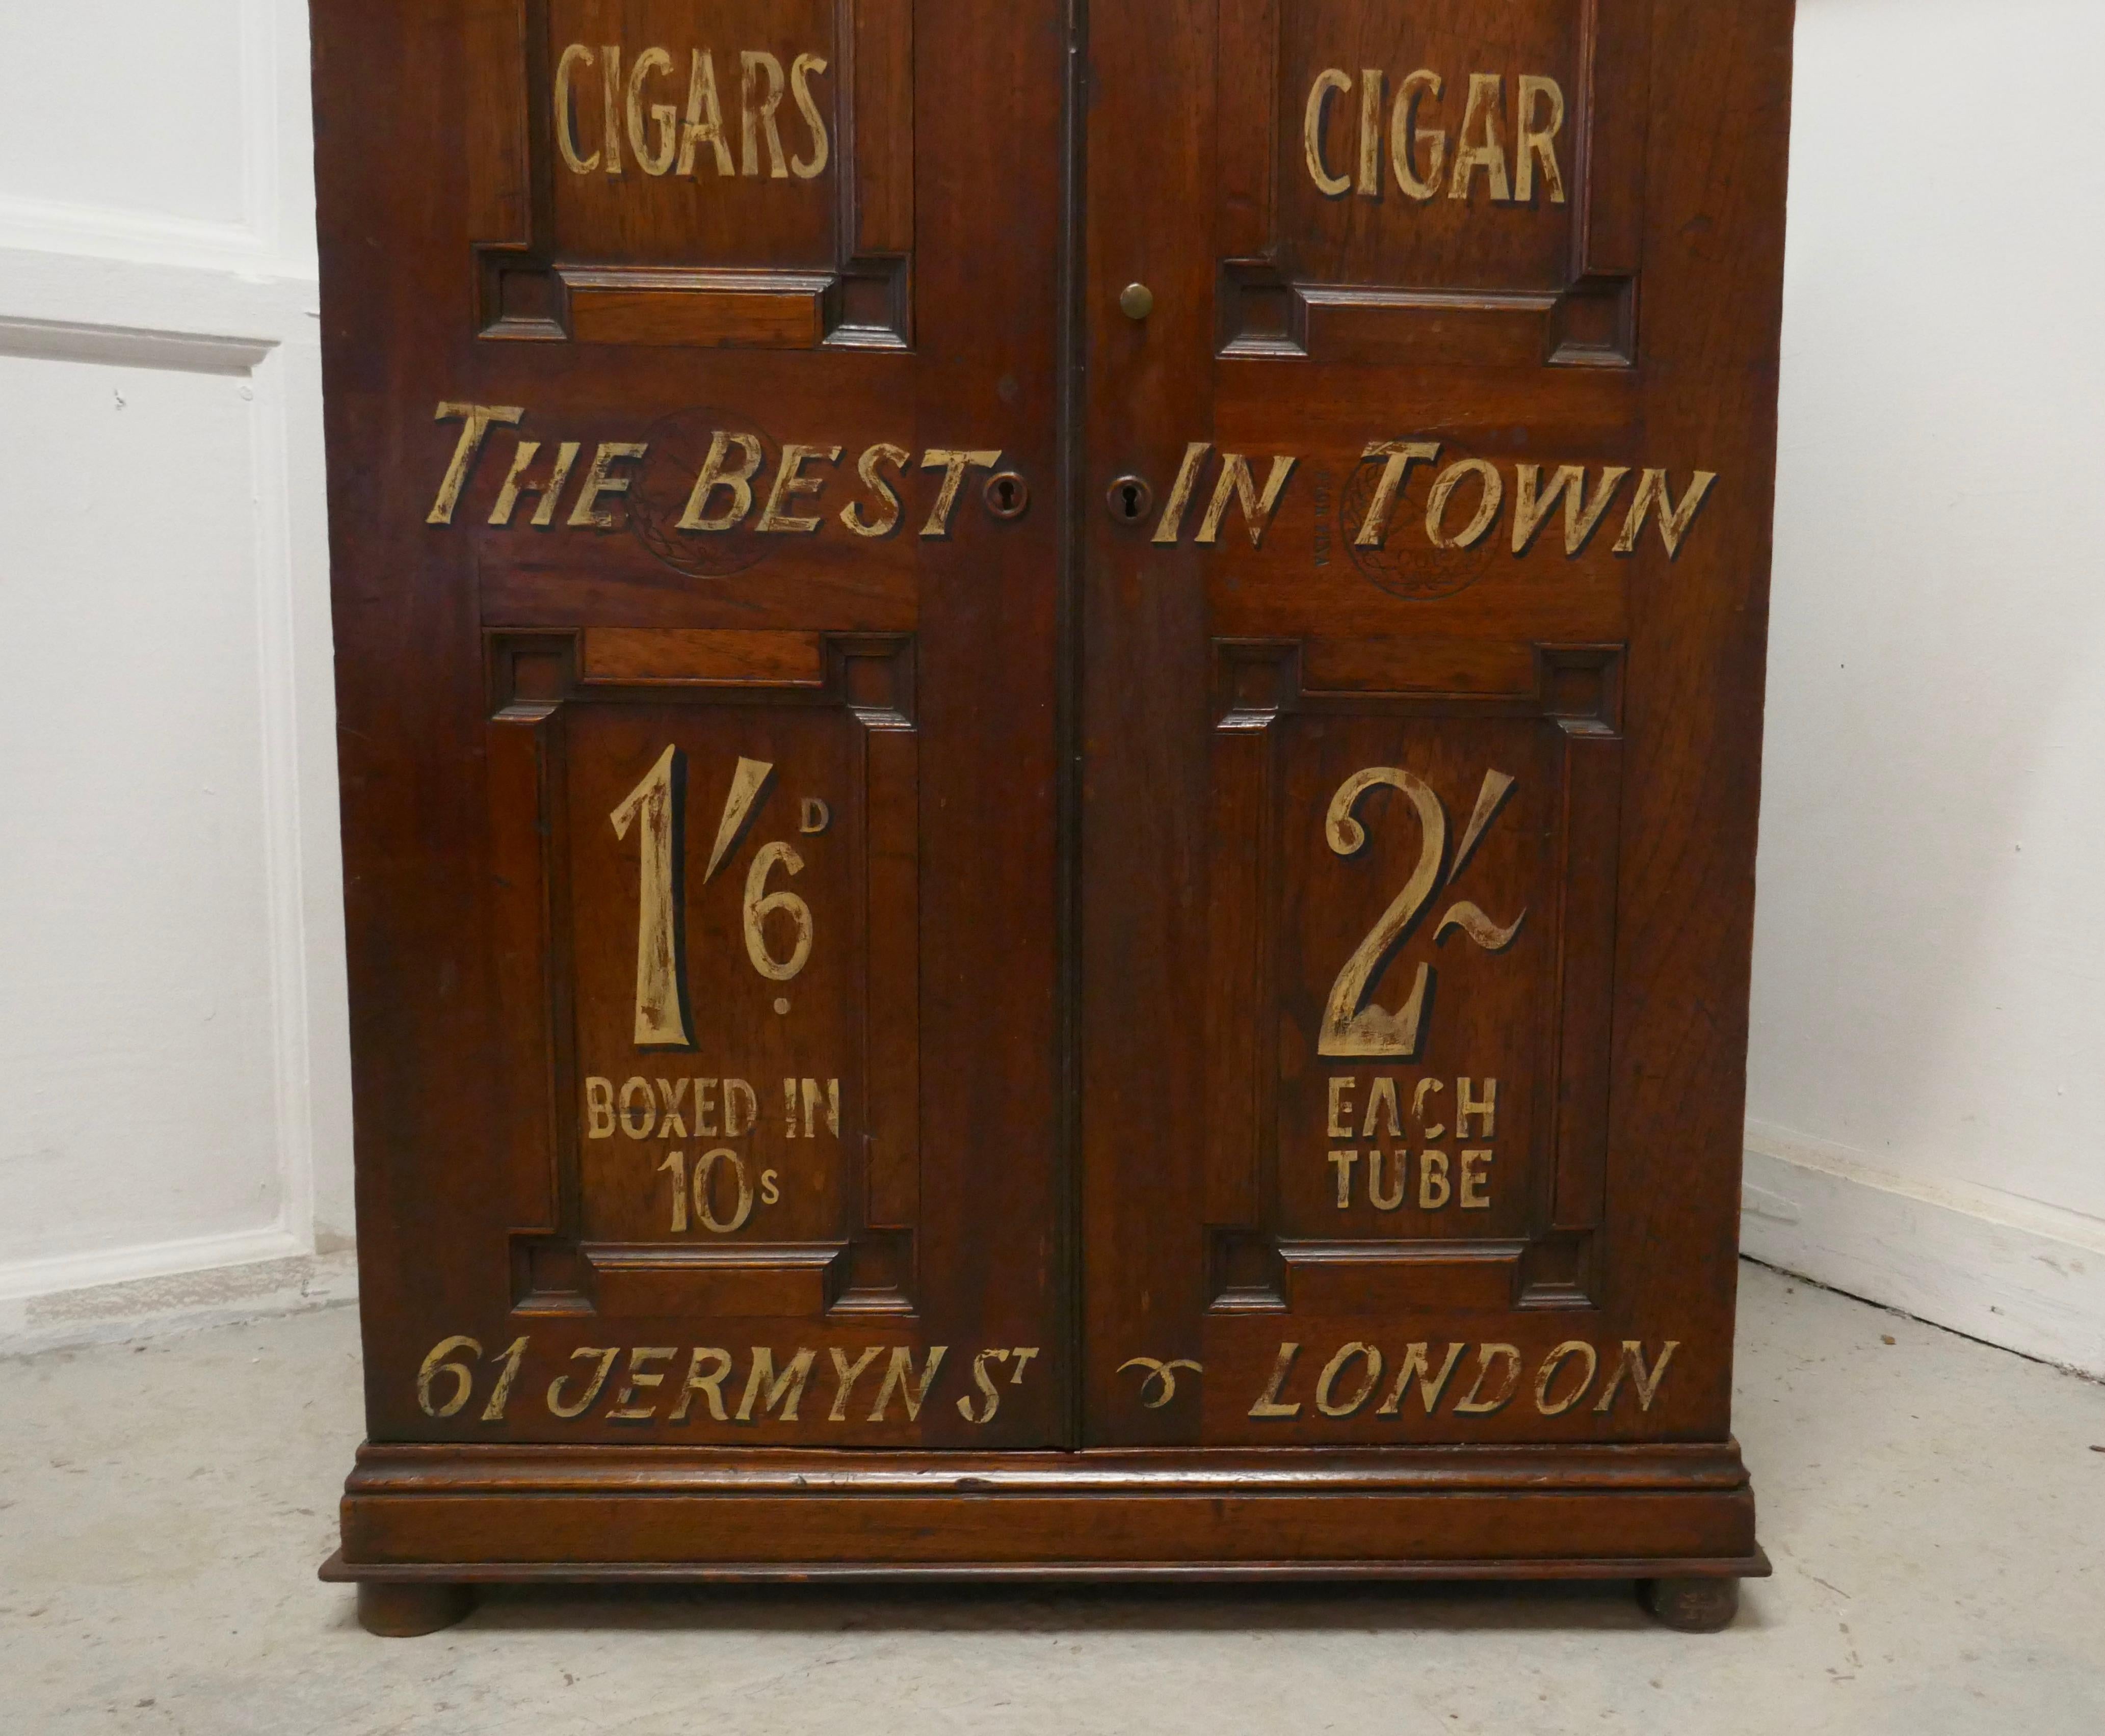 CIGARS
CIGAR
THE BEST IN TOWN
1/6D
BOXED IN
10s
2/~
EACH
TUBE
61 JERMYN ST LONDON